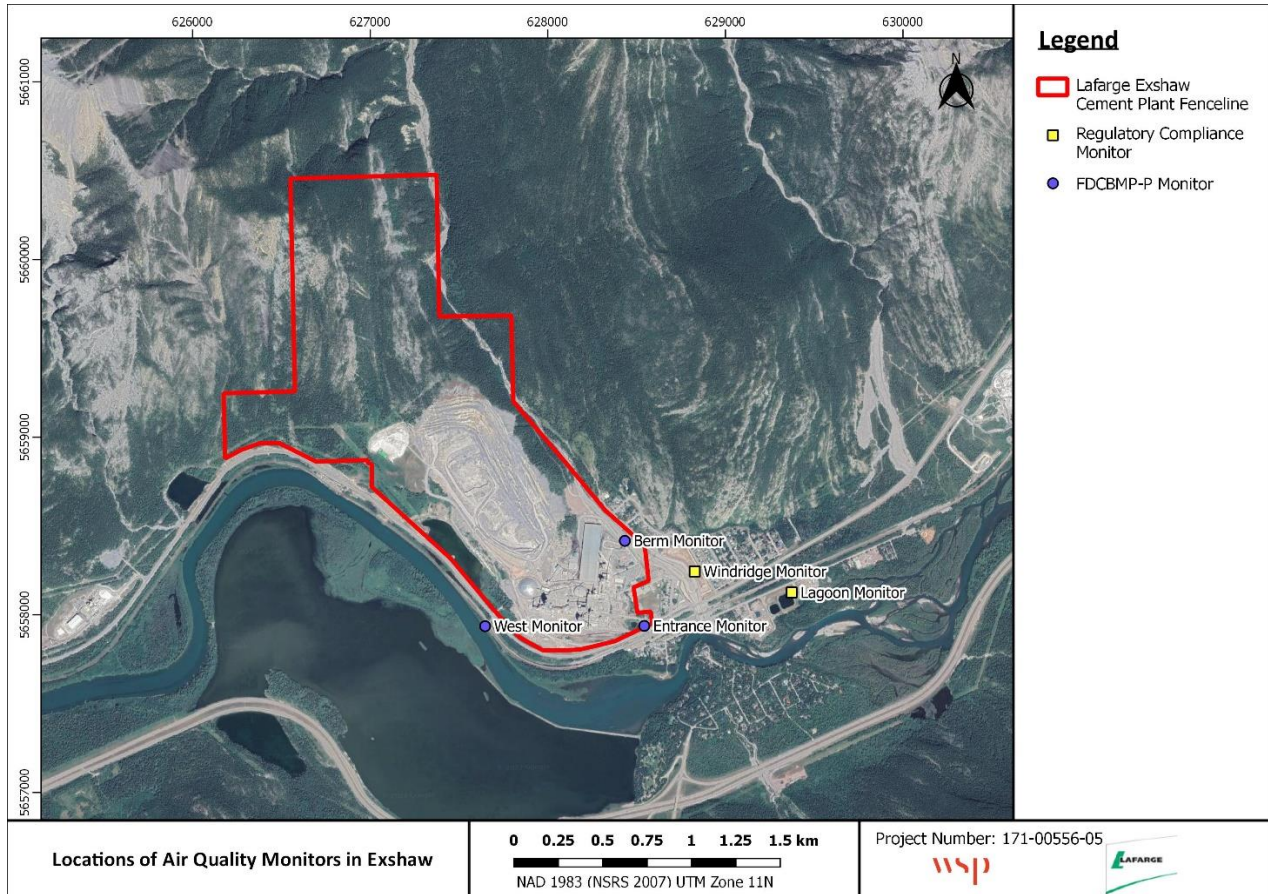 626000 627000 628000 629000 630000
5661000
5660000
5659000
5658000
5657000
N
Berm Monitor
Windridge Monitor
Lagoon Monitor
West Monitor
Entrance Monitor
Legend
Lafarge Exshaw
Cement Plant Fenceline
Regulatory Compliance
Monitor
FDCBMP-P Monitor
Locations of Air Quality Monitors in Exshaw
0 0.25 0.5 0.75 1 1.25 1.5 km
NAD 1983 (NSRS 2007) UTM Zone 11N
Project Number: 171-00556-05
wsp
LAFARGE